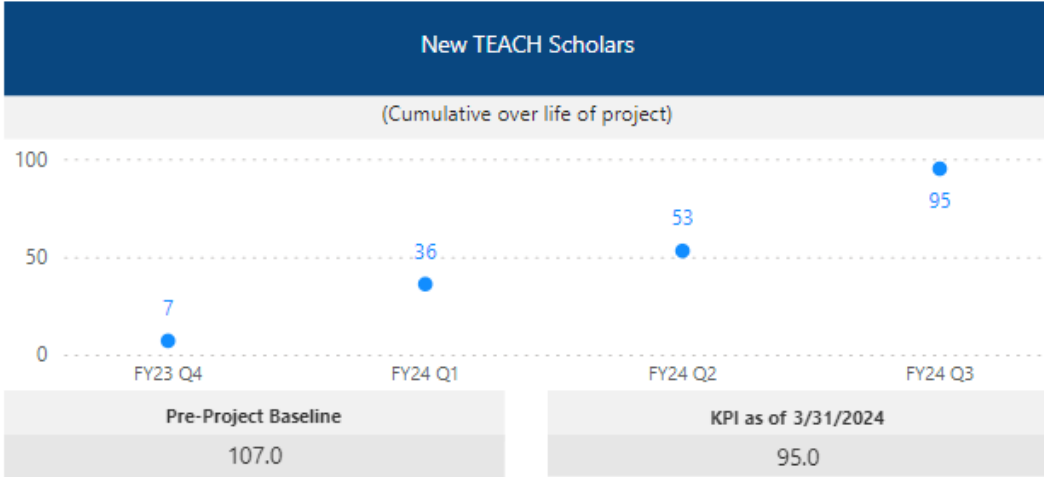 New TEACH Scholars
(Cumulative over life of project)
100
95
53
50
36
7
0
FY23 Q4 FY24 Q1 FY24 Q2 FY24 Q3
Pre-Project Baseline KPI as of 3/31/2024
107.0 95.0